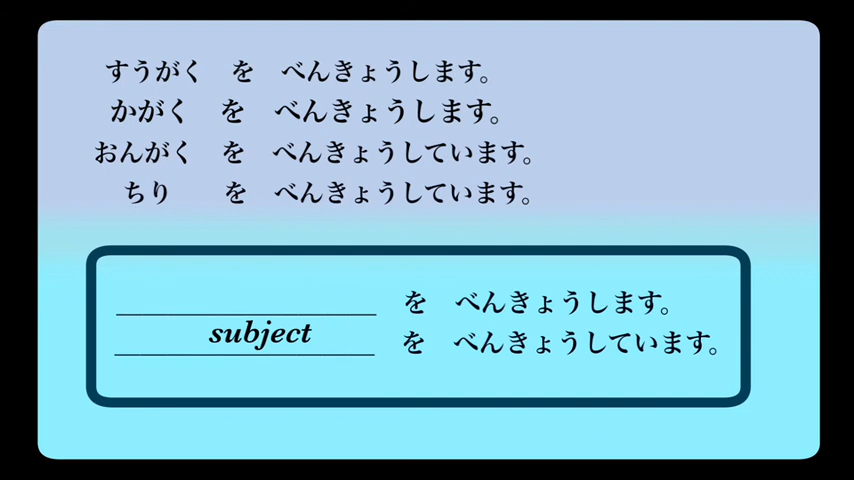 すうがく を べんきょうします。
かがく を べんきょうします。
おんがく を べんきょうしています。
ちり を べんきょうしています。
を べんきょうします。
subject
を べんきょうしています。